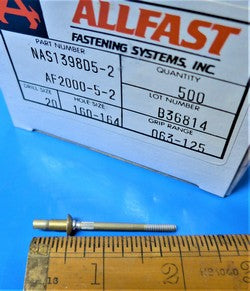 ALLFAST
FASTENING SYSTEMS, INC.
PART NUMBER
QUANTITY
NAS1398D5-2
500
AF2000-5-2
LOT NUMBER
B36814
DRILL SIZE
HOLE SIZE
GRIP RANGE
20
160-164
063-125
16
1
2